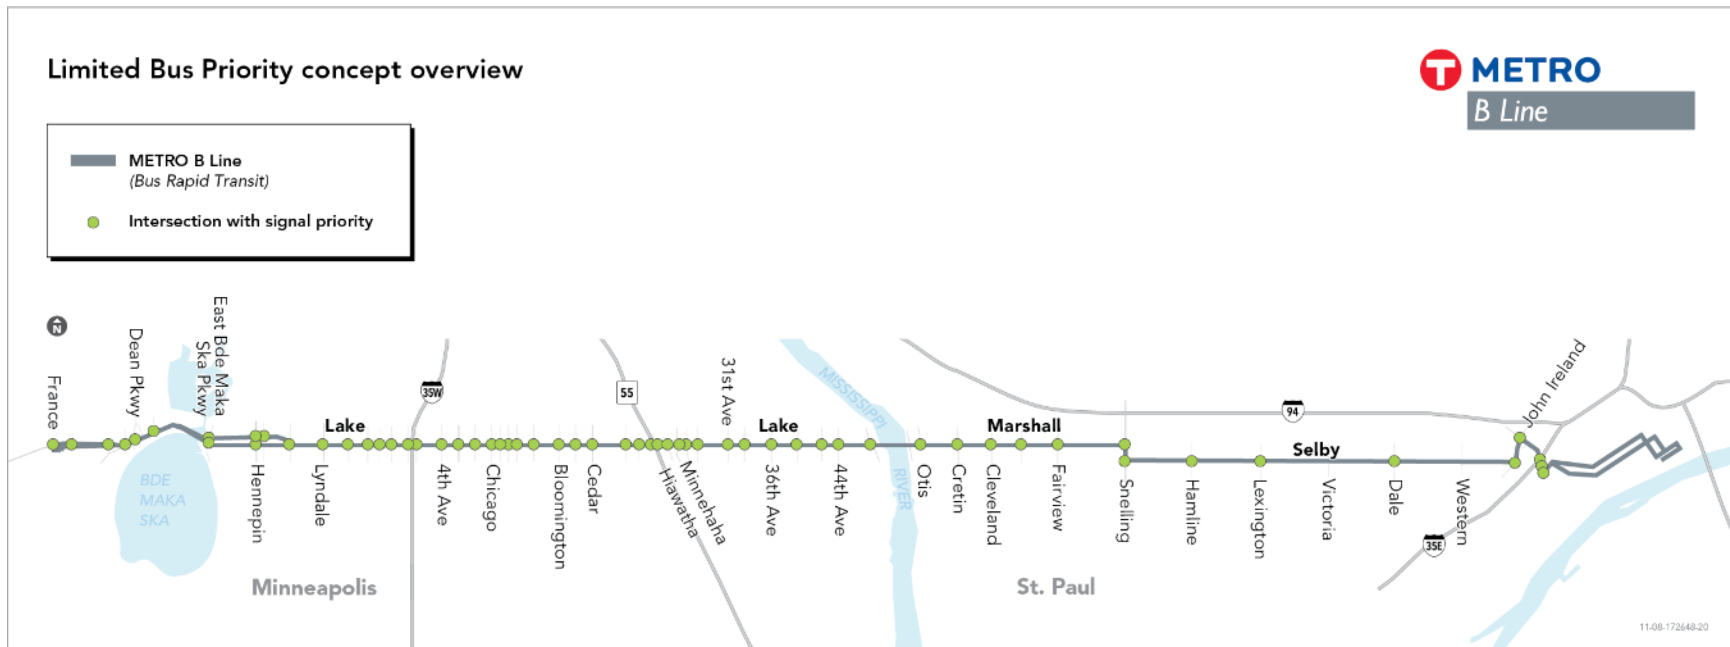 Limited Bus Priority concept overview
T METRO
B Line
METRO B Line
(Bus Rapid Transit)
Intersection with signal priority
N
France
Dean Pkwy
East Bde Maka
Ska Pkwy
BDE
MAKA
SKA
Hennepin
Lyndale
Lake
35W
4th Ave
Chicago
Bloomington
Cedar
55
Hiawatha
Minnehaha
31st Ave
Lake
36th Ave
44th Ave
MISSISSIPPI
RIVER
Otis
Cretin
Cleveland
Marshall
Fairview
Snelling
Hamline
Lexington
94
Selby
Victoria
Dale
Western
35E
John Ireland
Minneapolis
St. Paul
11-08-172648-20